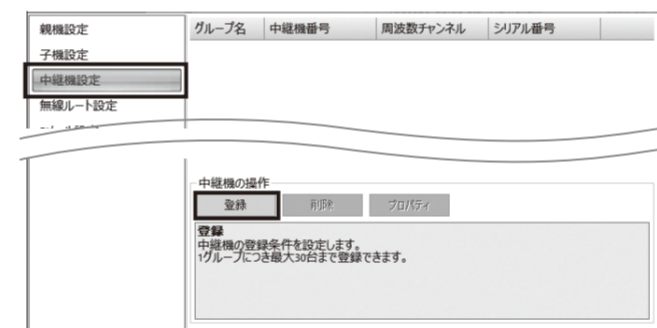 親機設定
グループ名 中継機番号 周波数チャンネル シリアル番号
子機設定
中継機設定
無線ルート設定
中継機の操作
登録 削除 プロパティ
登録
中継機の登録条件を設定します。
1グループにつき最大30台まで登録できます。